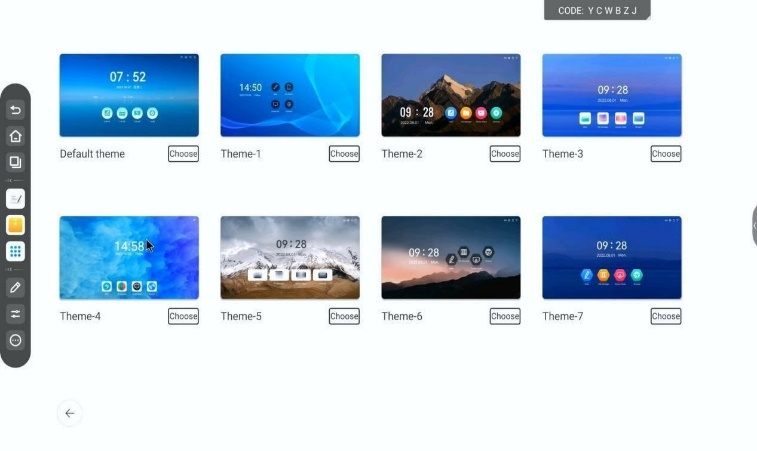 CODE: Y C W B Z J
07 : 52
14:50
09 : 28
09 : 28
Default theme
Choose
Theme-1
Choose
Theme-2
Choose
Theme-3
Choose
14:58
09 : 28
09 : 28
09 : 28
Theme-4
Choose
Theme-5
Choose
Theme-6
Choose
Theme-7
Choose